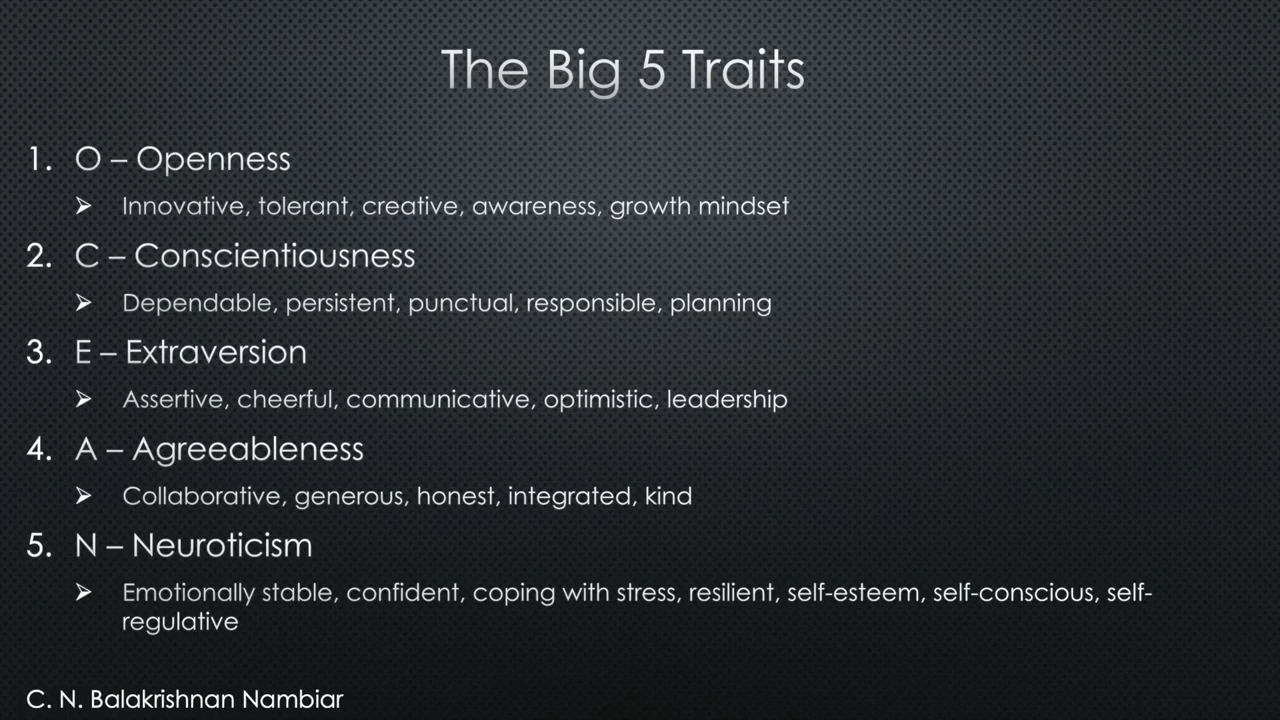 The Big 5 Traits
1. O – Openness
➢ Innovative, tolerant, creative, awareness, growth mindset
2. C – Conscientiousness
➢ Dependable, persistent, punctual, responsible, planning
3. E – Extraversion
➢ Assertive, cheerful, communicative, optimistic, leadership
4. A – Agreeableness
➢ Collaborative, generous, honest, integrated, kind
5. N – Neuroticism
➢ Emotionally stable, confident, coping with stress, resilient, self-esteem, self-conscious, self-
regulative
C. N. Balakrishnan Nambiar